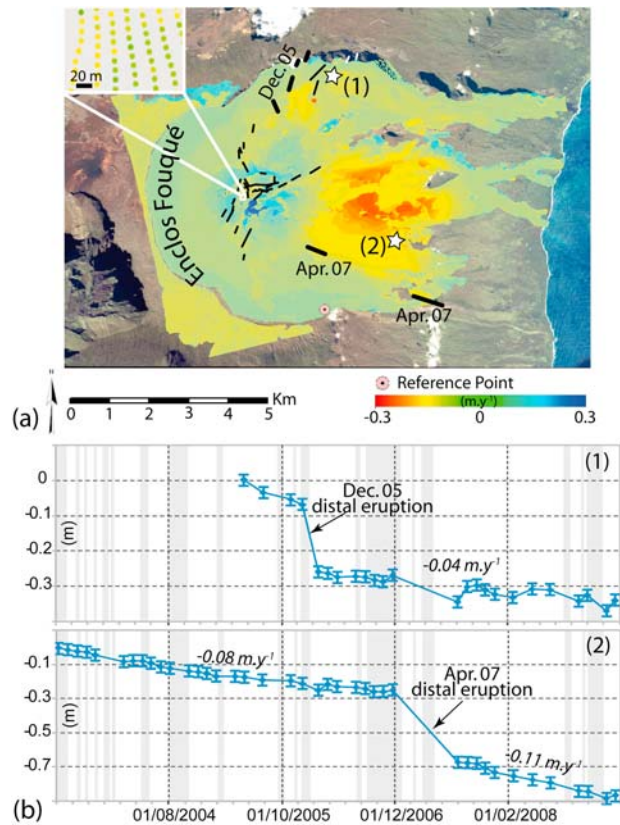 20 m
Dec. 05
(1)
Enclos Fouqué
(2)
Apr. 07
Apr. 07
Reference Point
(a)
0 1 2 3 4 5 Km
(m.y⁻¹)
-0.3 0 0.3
(1)
0
-0.1
-0.2
-0.3
(m)
Dec. 05
distal eruption
-0.04 m.y⁻¹
(2)
-0.1
-0.3
-0.5
-0.7
(m)
-0.08 m.y⁻¹
Apr. 07
distal eruption
-0.11 m.y⁻¹
(b)
01/08/2004 01/10/2005 01/12/2006 01/02/2008